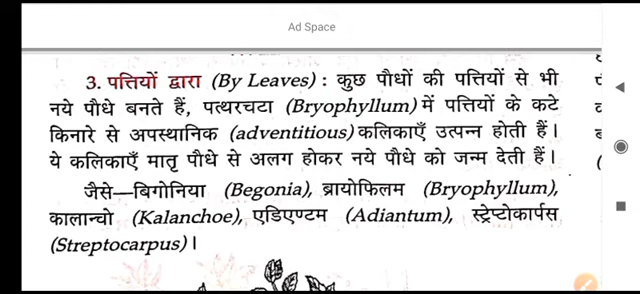 Ad Space
3. पत्तियों द्वारा (By Leaves) : कुछ पौधों की पत्तियों से भी
नये पौधे बनते हैं, पत्थरचटा (Bryophyllum) में पत्तियों के कटे
किनारे से अपस्थानिक (adventitious) कलिकाएँ उत्पन्न होती हैं।
ये कलिकाएँ मातृ पौधे से अलग होकर नये पौधे को जन्म देती हैं।
जैसे—बिगोनिया (Begonia), ब्रायोफिलम (Bryophyllum),
कालान्चो (Kalanchoe), एडिएण्टम (Adiantum), स्ट्रेप्टोकार्पस
(Streptocarpus)।